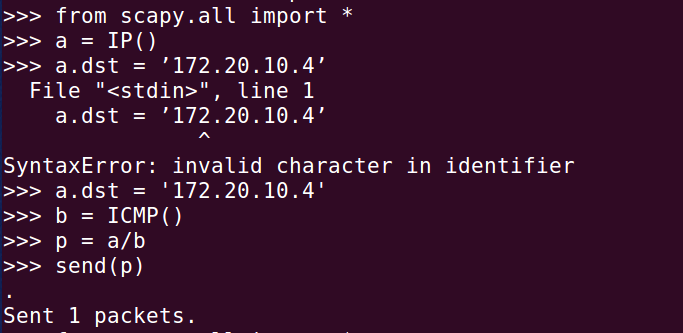 >>> from scapy.all import *
>>> a = IP()
>>> a.dst = ’172.20.10.4’
  File "<stdin>", line 1
    a.dst = ’172.20.10.4’
                       ^
SyntaxError: invalid character in identifier
>>> a.dst = '172.20.10.4'
>>> b = ICMP()
>>> p = a/b
>>> send(p)
.
Sent 1 packets.